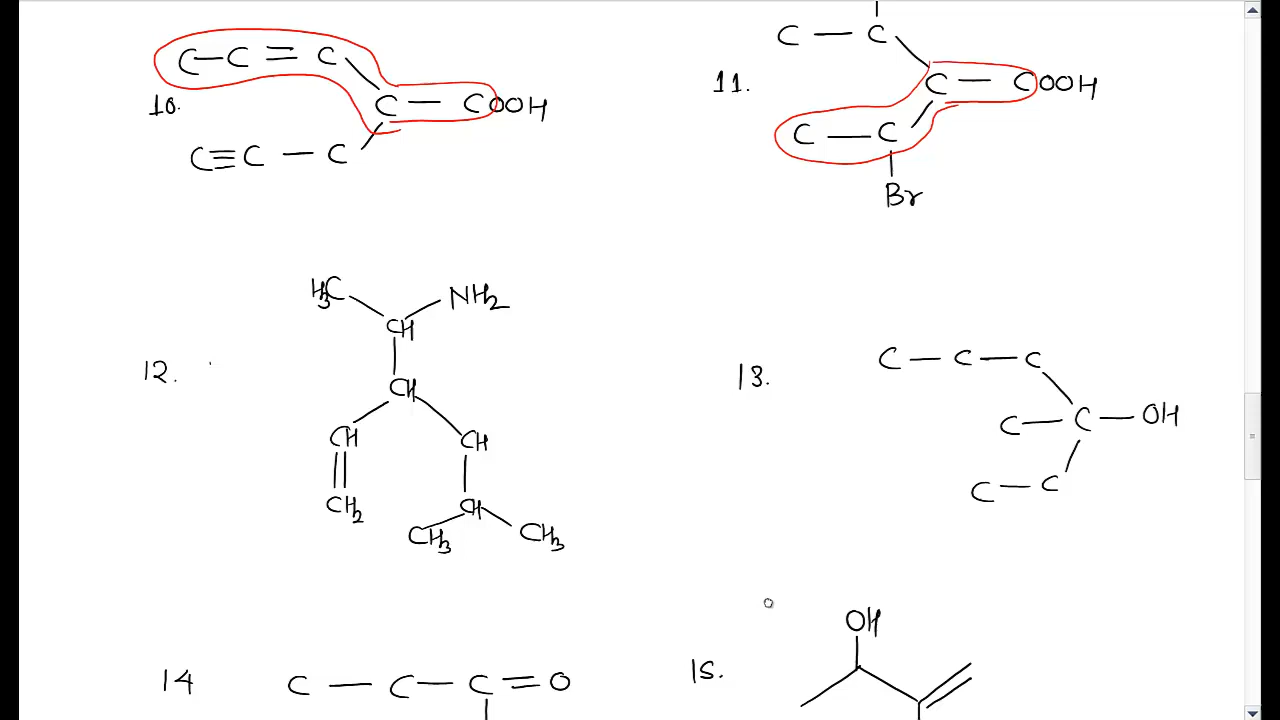 C — C = C
C — COOH
10.
C ≡ C — C
C — C
C — COOH
11.
C — C
Br
H3C
NH2
CH
12.
CH
CH
CH
CH2
CH
CH3
CH3
C — C — C
13.
C — C — OH
C — C
OH
14
C — C — C = O
15.